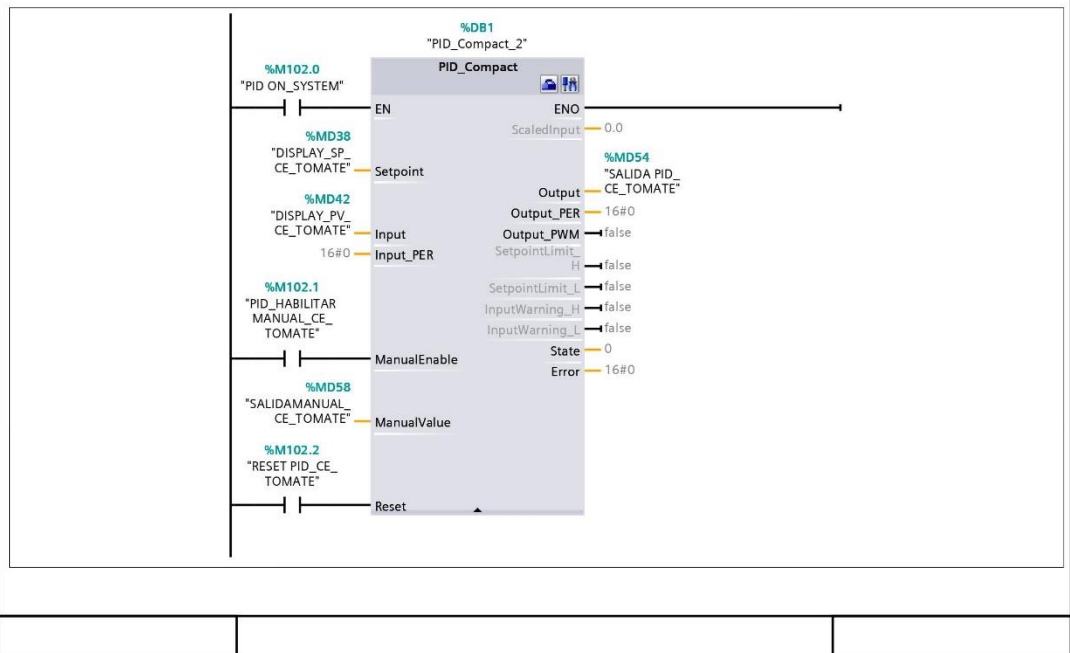 %DB1
"PID_Compact_2"
%M102.0
"PID ON_SYSTEM"
PID_Compact
EN
ENO
ScaledInput
0.0
%MD38
"DISPLAY_SP_
CE_TOMATE"
Setpoint
%MD54
"SALIDA PID_
CE_TOMATE"
Output
%MD42
"DISPLAY_PV_
CE_TOMATE"
Input
Output_PER
16#0
Output_PWM
false
16#0
Input_PER
SetpointLimit_
H
false
%M102.1
"PID_HABILITAR
MANUAL_CE_
TOMATE"
ManualEnable
SetpointLimit_L
false
InputWarning_H
false
InputWarning_L
false
State
0
Error
16#0
%MD58
"SALIDAMANUAL_
CE_TOMATE"
ManualValue
%M102.2
"RESET PID_CE_
TOMATE"
Reset